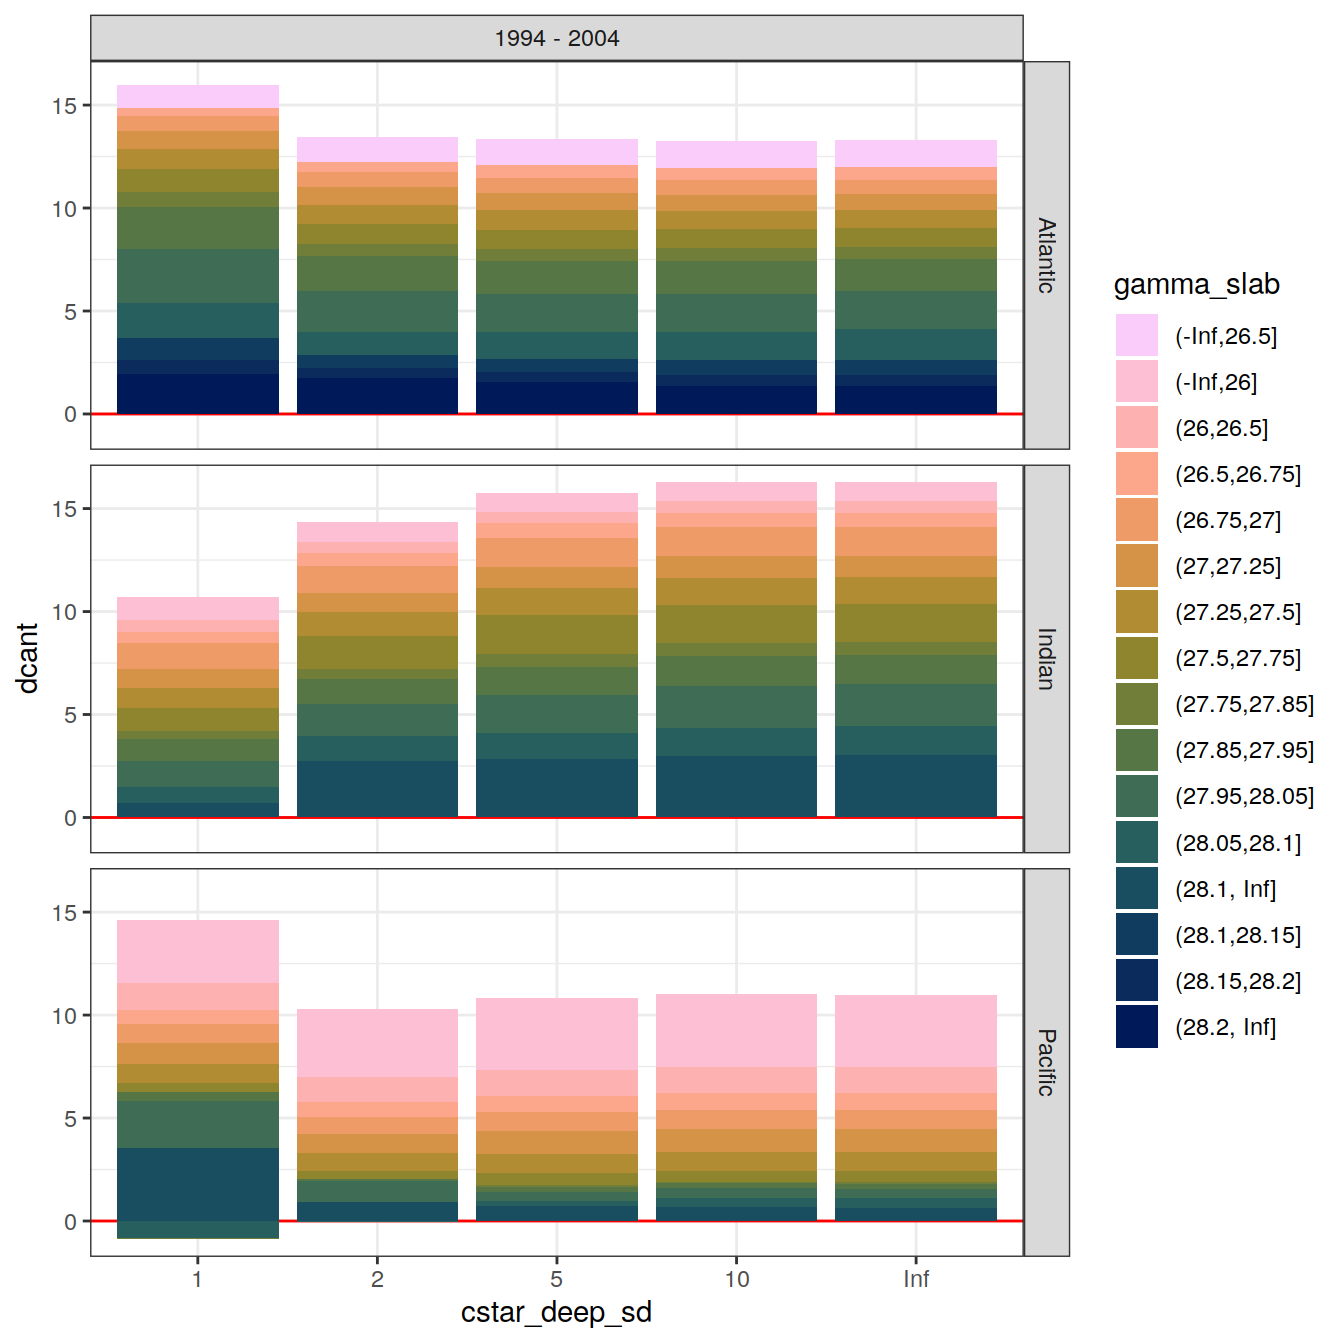 1994 - 2004
15
10
5
0
Atlantic
15
10
5
0
Indian
15
10
5
0
Pacific
dcant
1
2
5
10
Inf
cstar_deep_sd
gamma_slab
(-Inf,26.5]
(-Inf,26]
(26,26.5]
(26.5,26.75]
(26.75,27]
(27,27.25]
(27.25,27.5]
(27.5,27.75]
(27.75,27.85]
(27.85,27.95]
(27.95,28.05]
(28.05,28.1]
(28.1, Inf]
(28.1,28.15]
(28.15,28.2]
(28.2, Inf]